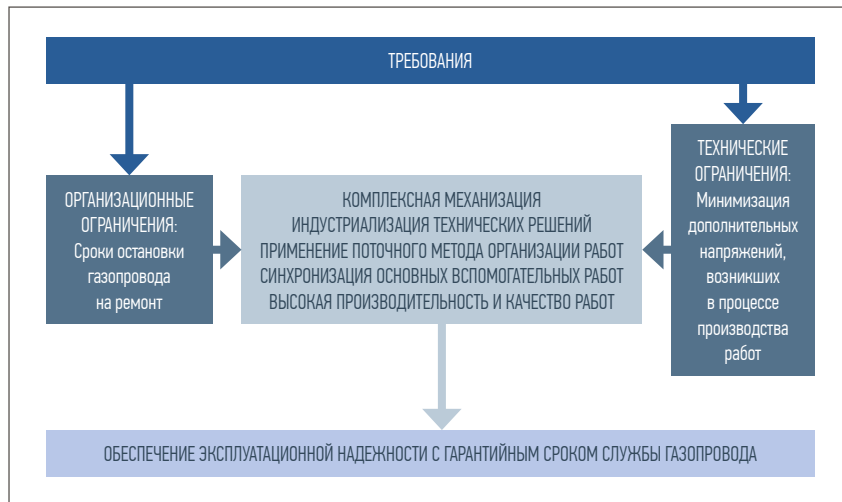 ТРЕБОВАНИЯ
ОРГАНИЗАЦИОННЫЕ
ОГРАНИЧЕНИЯ:
Сроки остановки
газопровода
на ремонт
КОМПЛЕКСНАЯ МЕХАНИЗАЦИЯ
ИНДУСТРИАЛИЗАЦИЯ ТЕХНИЧЕСКИХ РЕШЕНИЙ
ПРИМЕНЕНИЕ ПОТОЧНОГО МЕТОДА ОРГАНИЗАЦИИ РАБОТ
СИНХРОНИЗАЦИЯ ОСНОВНЫХ ВСПОМОГАТЕЛЬНЫХ РАБОТ
ВЫСОКАЯ ПРОИЗВОДИТЕЛЬНОСТЬ И КАЧЕСТВО РАБОТ
ТЕХНИЧЕСКИЕ
ОГРАНИЧЕНИЯ:
Минимизация
дополнительных
напряжений,
возникших
в процессе
производства
работ
ОБЕСПЕЧЕНИЕ ЭКСПЛУАТАЦИОННОЙ НАДЕЖНОСТИ С ГАРАНТИЙНЫМ СРОКОМ СЛУЖБЫ ГАЗОПРОВОДА